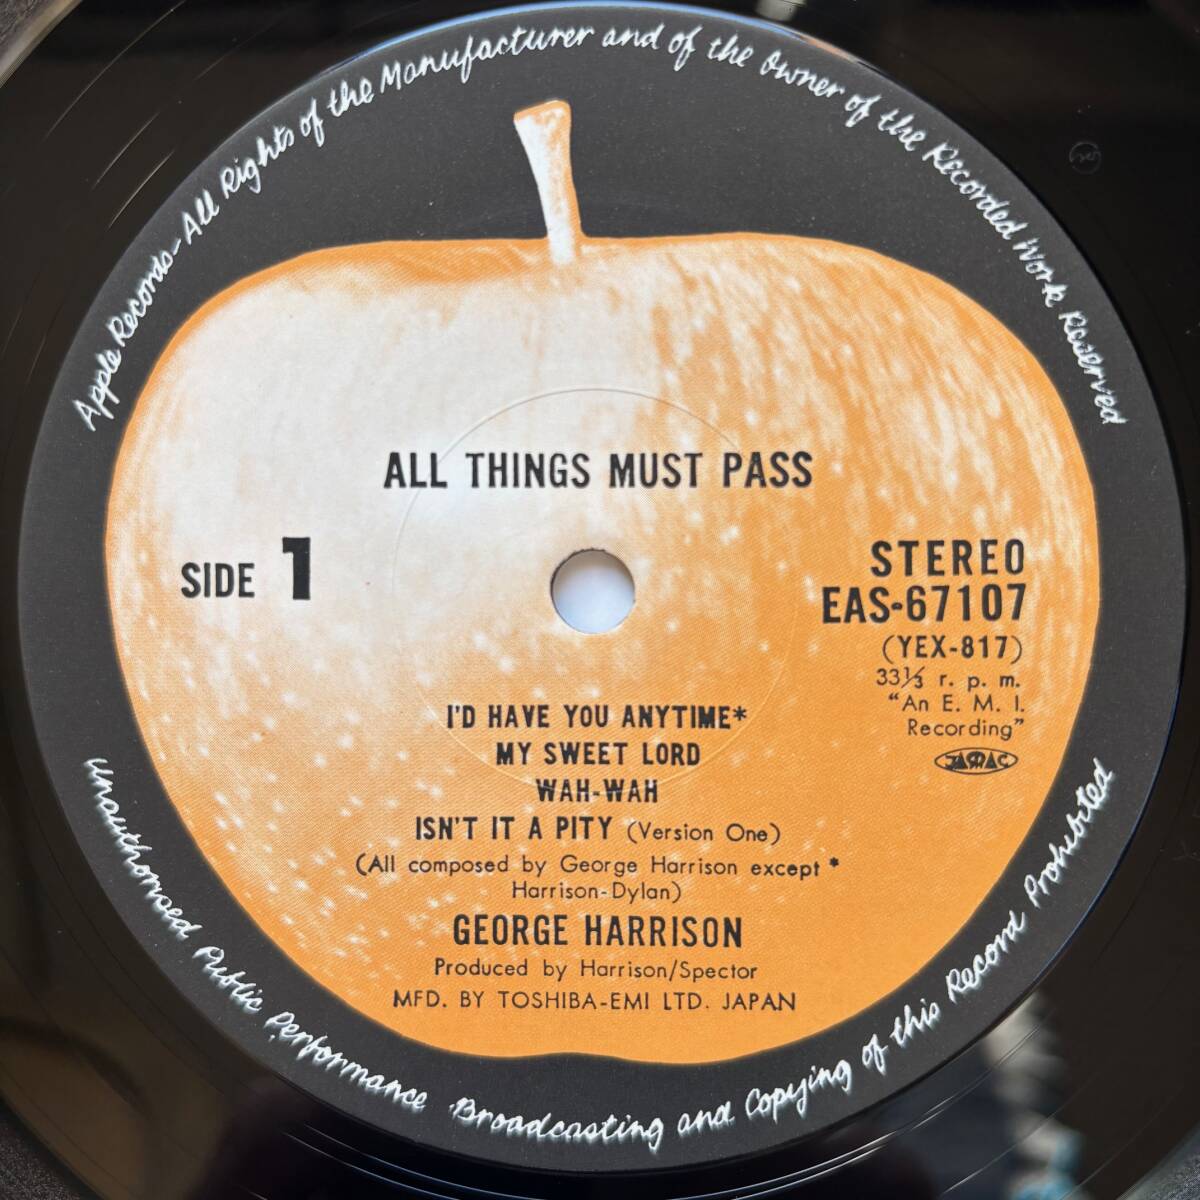 Apple Records-All Rights of the Manufacturer and of the Owner of the Recorded Work Reserved
ALL THINGS MUST PASS
SIDE 1
STEREO
EAS-67107
(YEX-817)
33⅓ r. p. m.
"An E. M. I.
Recording"
JASRAC
I'D HAVE YOU ANYTIME*
MY SWEET LORD
WAH-WAH
ISN'T IT A PITY (Version One)
(All composed by George Harrison except *
Harrison-Dylan)
GEORGE HARRISON
Produced by Harrison/Spector
MFD. BY TOSHIBA-EMI LTD. JAPAN
Unauthorised Public Performance Broadcasting and Copying of this Record Prohibited